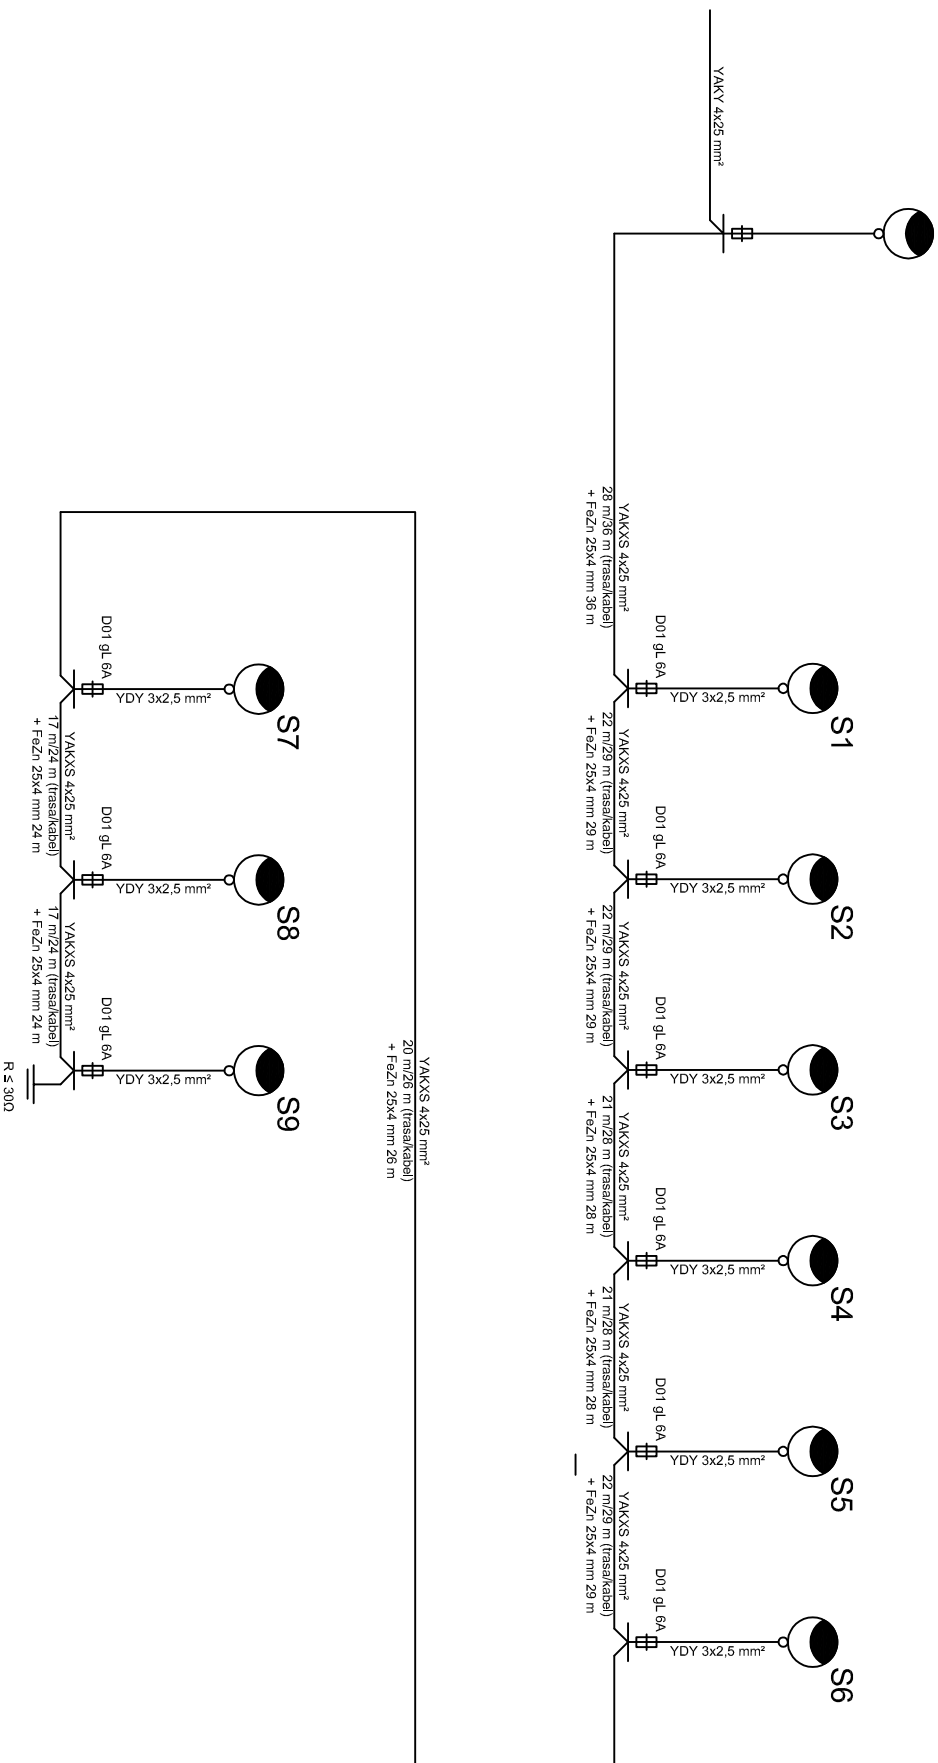 YAKY 4x25 mm²
S1
YDY 3x2,5 mm²
D01 gL 6A
YAKXS 4x25 mm²
28 m/36 m (trasa/kabel)
+ FeZn 25x4 mm 36 m
S2
YDY 3x2,5 mm²
D01 gL 6A
YAKXS 4x25 mm²
22 m/29 m (trasa/kabel)
+ FeZn 25x4 mm 29 m
S3
YDY 3x2,5 mm²
D01 gL 6A
YAKXS 4x25 mm²
22 m/29 m (trasa/kabel)
+ FeZn 25x4 mm 29 m
S4
YDY 3x2,5 mm²
D01 gL 6A
YAKXS 4x25 mm²
21 m/28 m (trasa/kabel)
+ FeZn 25x4 mm 28 m
S5
YDY 3x2,5 mm²
D01 gL 6A
YAKXS 4x25 mm²
21 m/28 m (trasa/kabel)
+ FeZn 25x4 mm 28 m
S6
YDY 3x2,5 mm²
D01 gL 6A
YAKXS 4x25 mm²
22 m/29 m (trasa/kabel)
+ FeZn 25x4 mm 29 m
YAKXS 4x25 mm²
20 m/26 m (trasa/kabel)
+ FeZn 25x4 mm 26 m
S7
YDY 3x2,5 mm²
D01 gL 6A
S8
YDY 3x2,5 mm²
D01 gL 6A
YAKXS 4x25 mm²
17 m/24 m (trasa/kabel)
+ FeZn 25x4 mm 24 m
S9
YDY 3x2,5 mm²
D01 gL 6A
YAKXS 4x25 mm²
17 m/24 m (trasa/kabel)
+ FeZn 25x4 mm 24 m
R ≤ 30Ω